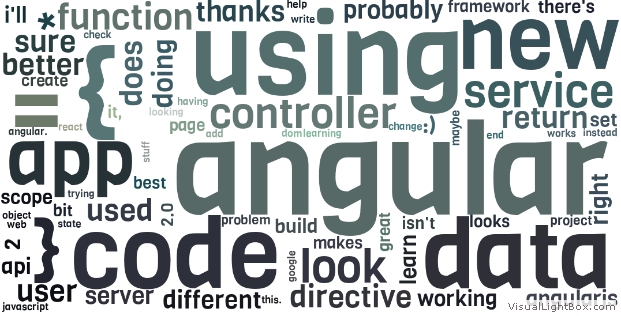 i'll * function thanks help write probably framework there's
sure check does doing using new
better { service
create = it, looking having controller return set
angular. react page add domlearning change :) maybe end works instead
app stuff angular
scope trying best right
object bit used 2.0 problem build great isn't looks project
web state
2 } code makes learn data
api google look
user server different this. directive working angularjs
javascript VisualLightBox.com